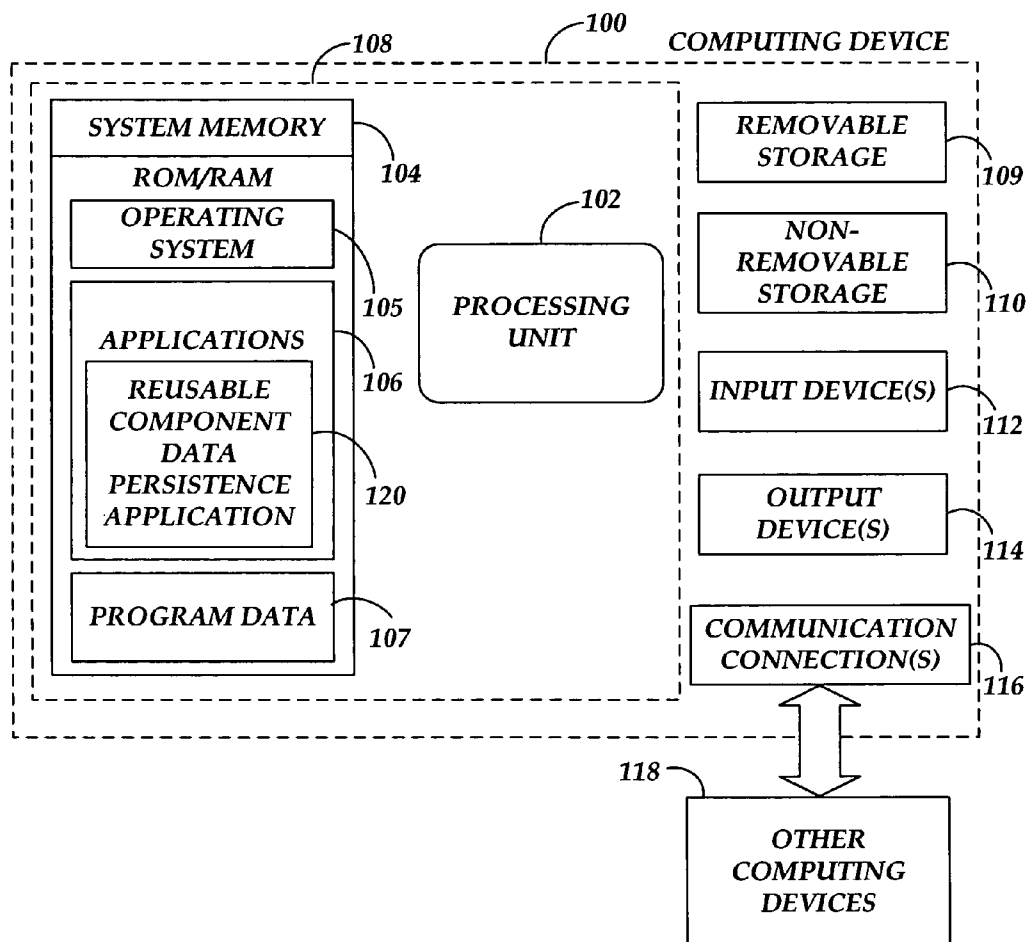 100
COMPUTING DEVICE
108
SYSTEM MEMORY
104
ROM/RAM
OPERATING
SYSTEM
105
APPLICATIONS
106
REUSABLE
COMPONENT
DATA
PERSISTENCE
APPLICATION
120
PROGRAM DATA
107
102
PROCESSING
UNIT
REMOVABLE
STORAGE
109
NON-
REMOVABLE
STORAGE
110
INPUT DEVICE(S)
112
OUTPUT
DEVICE(S)
114
COMMUNICATION
CONNECTION(S)
116
118
OTHER
COMPUTING
DEVICES